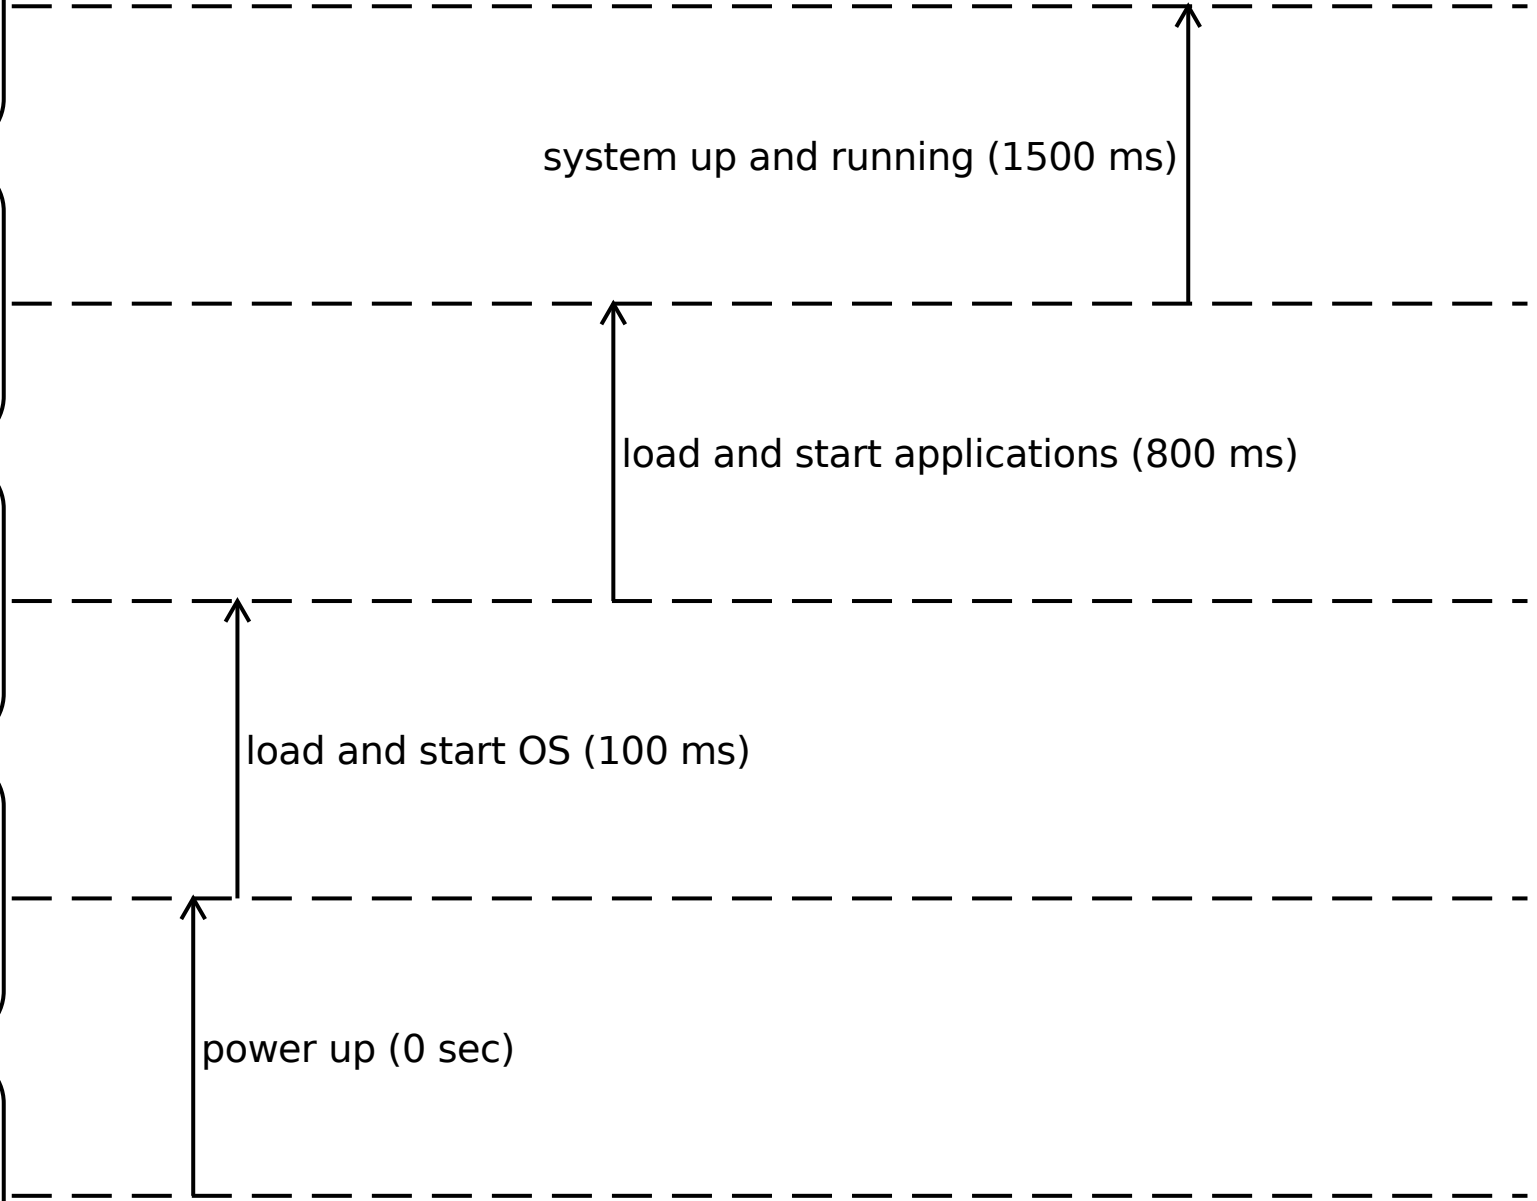 system up and running (1500 ms)
load and start applications (800 ms)
load and start OS (100 ms)
power up (0 sec)